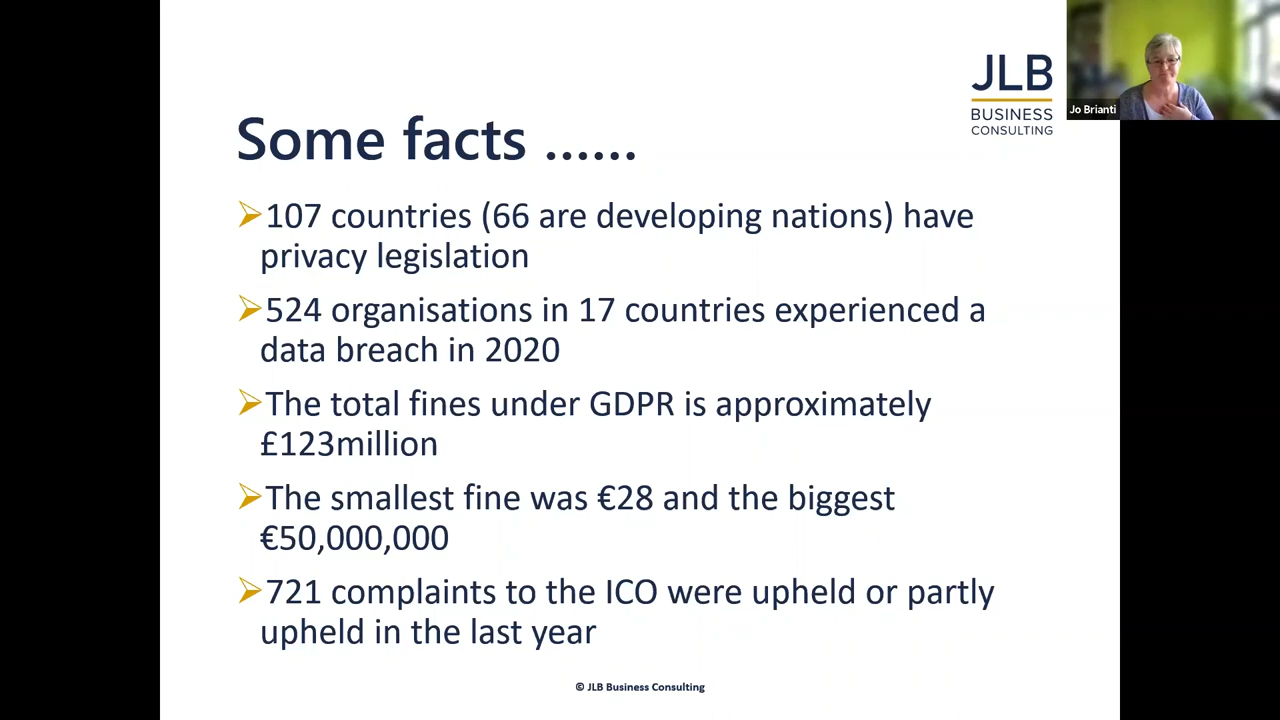 JLB
BUSINESS
CONSULTING
Jo Brianti
Some facts ......
107 countries (66 are developing nations) have
privacy legislation
524 organisations in 17 countries experienced a
data breach in 2020
The total fines under GDPR is approximately
£123million
The smallest fine was €28 and the biggest
€50,000,000
721 complaints to the ICO were upheld or partly
upheld in the last year
© JLB Business Consulting